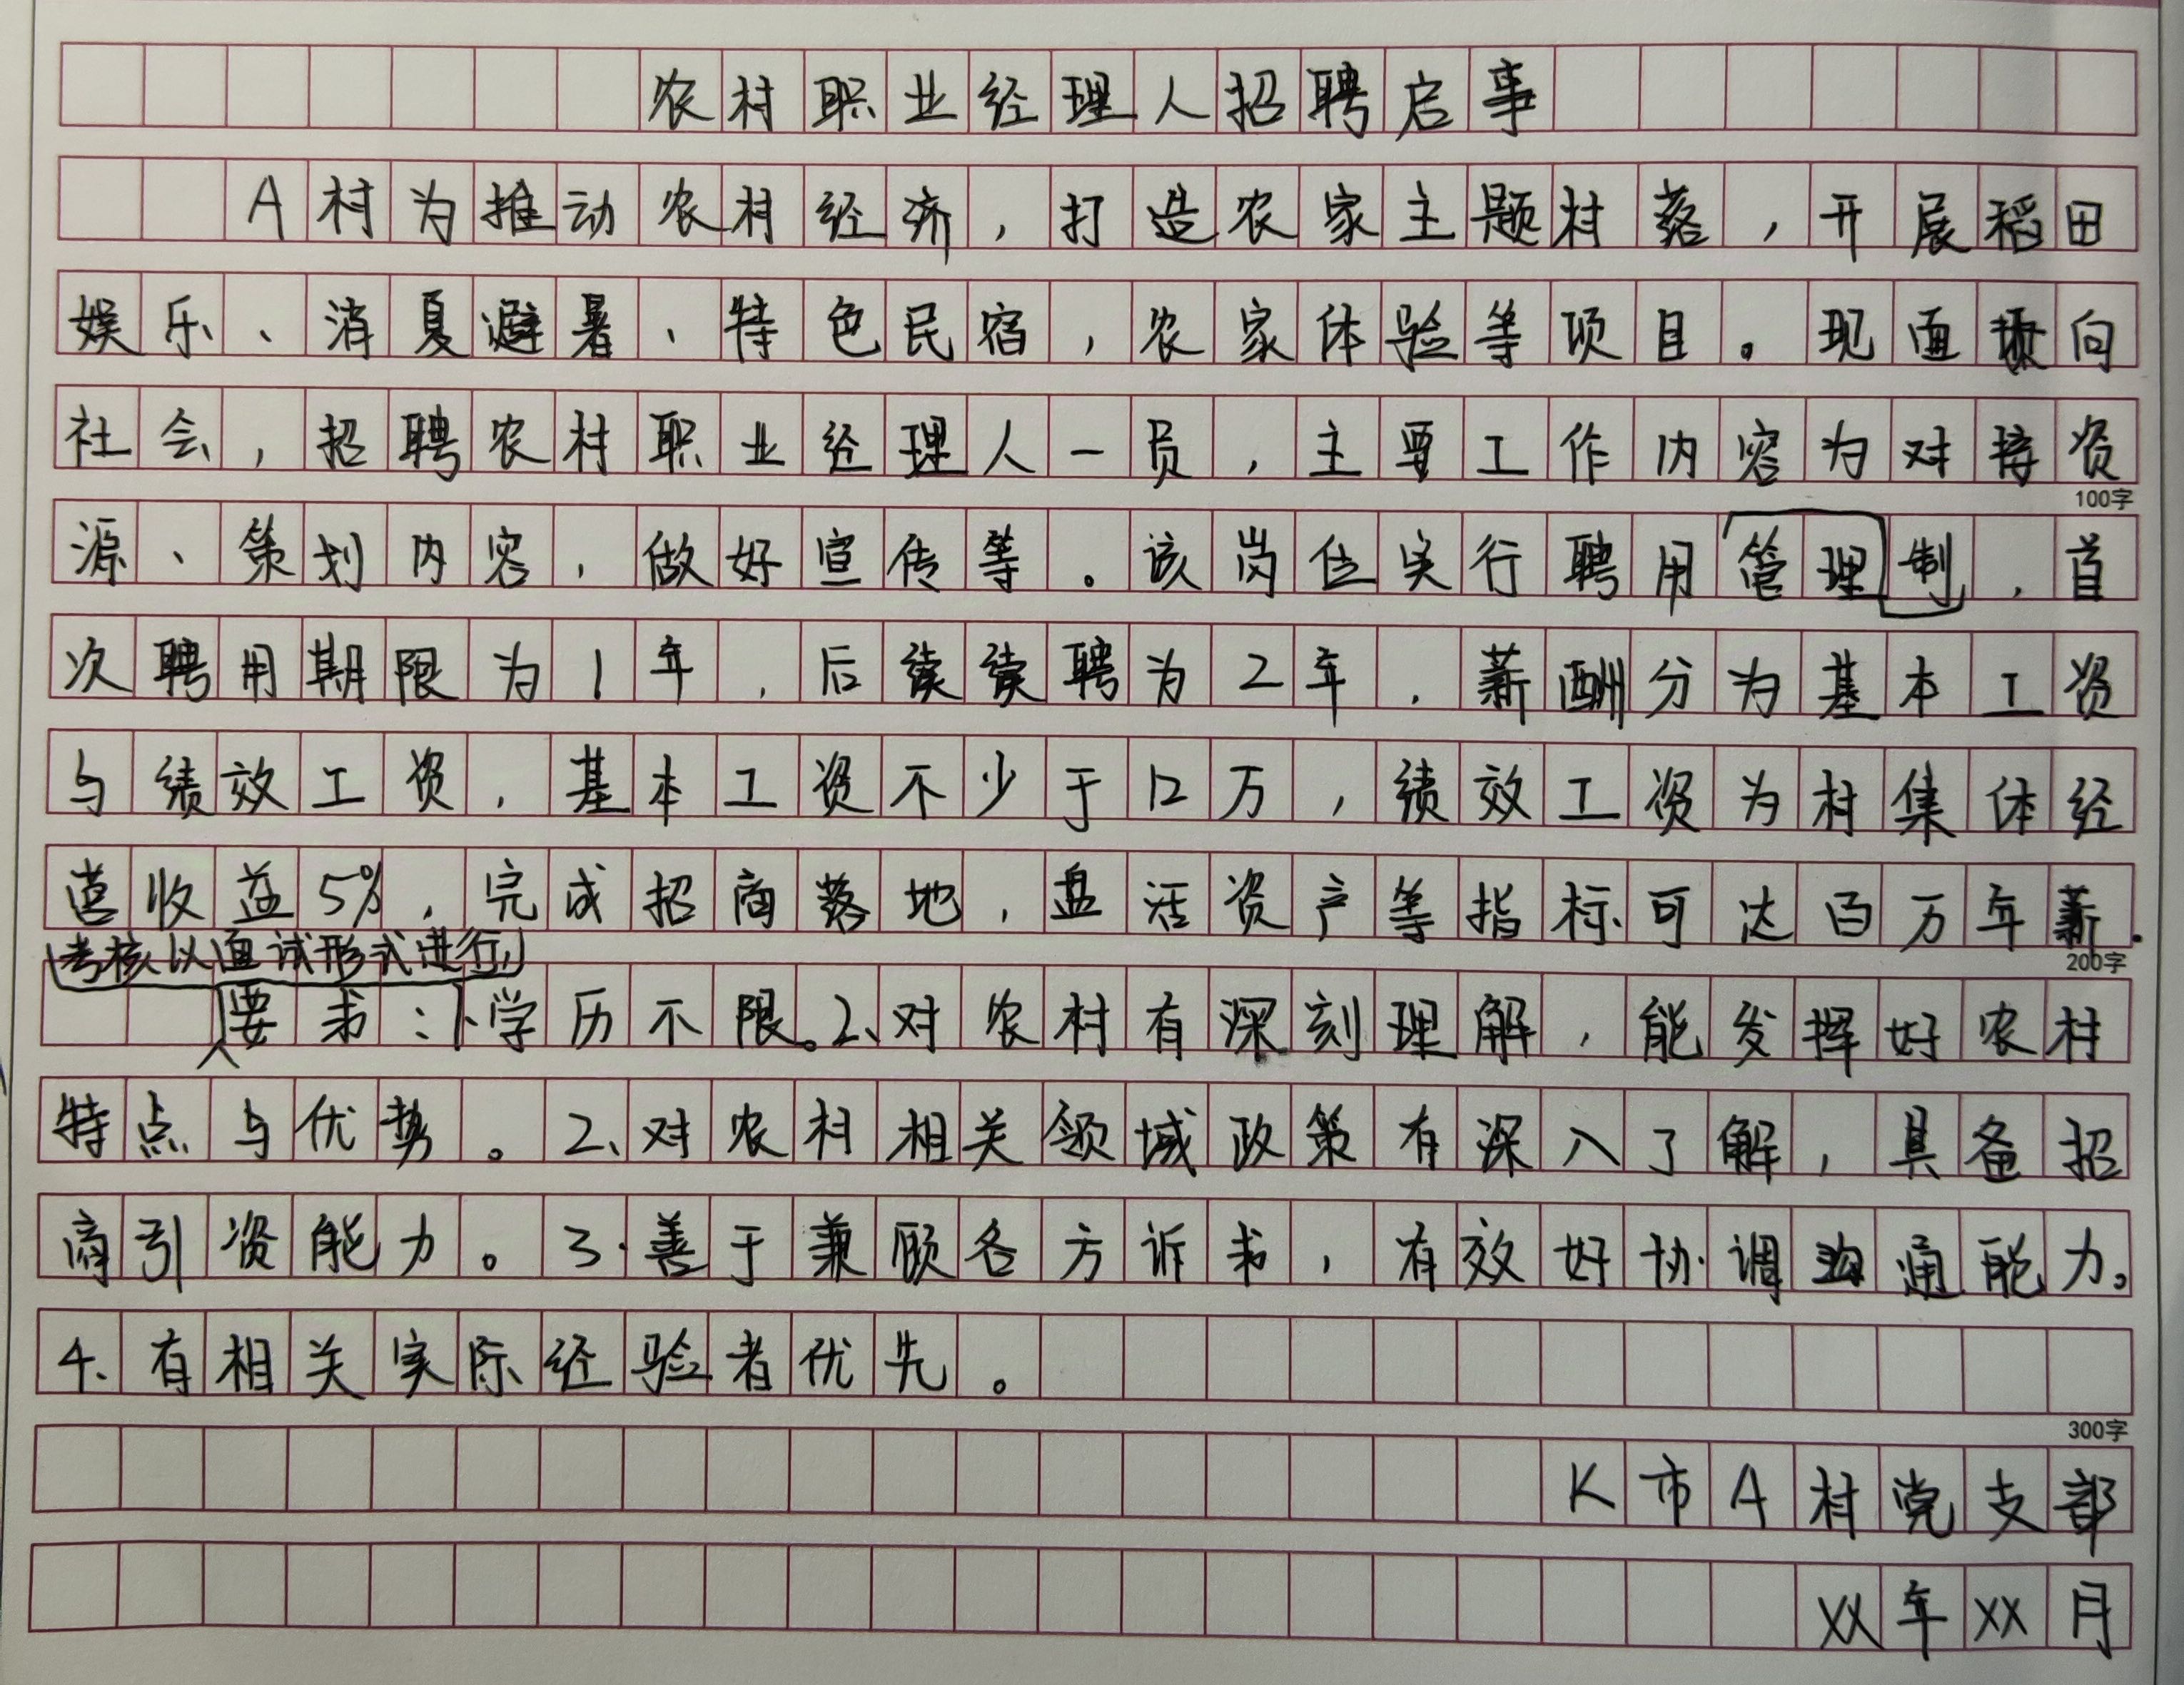 农村职业经理人招聘启事
A村为推动农村经济，打造农家主题村落，开展稻田
娱乐、消夏避暑、特色民宿，农家体验等项目。现面向
社会，招聘农村职业经理人一员，主要工作内容为对接资
100字
源、策划内容，做好宣传等。该岗位实行聘用管理制，首
次聘用期限为1年，后续续聘为2年，薪酬分为基本工资
与绩效工资，基本工资不少于12万，绩效工资为村集体经
营收益5%，完成招商落地，盘活资产等指标可达百万年薪.
200字
考核以面试形式进行,
要求：1、学历不限。2、对农村有深刻理解，能发挥好农村
特点与优势。2、对农村相关领域政策有深入了解，具备招
商引资能力。3.善于兼顾各方诉求，有效好协调沟通能力。
4、有相关实际经验者优先。
300字
K市A村党支部
XX年XX月